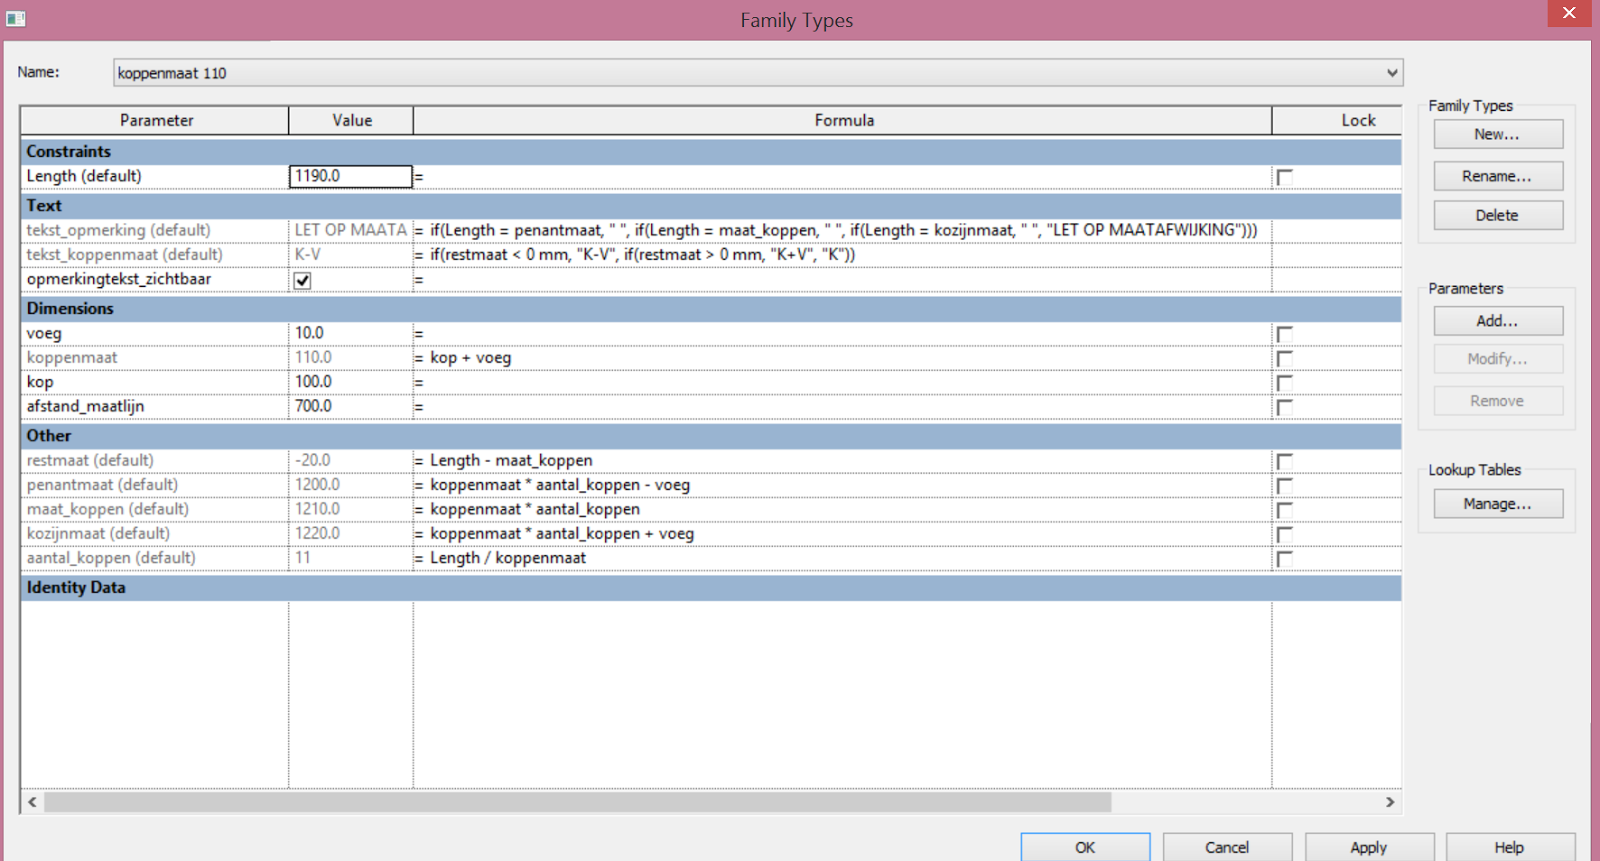 Family Types
Name: koppenmaat 110
Parameter Value Formula Lock
Constraints
Length (default) 1190.0 =
Text
tekst_opmerking (default) LET OP MAATA = if(Length = penantmaat, " ", if(Length = maat_koppen, " ", if(Length = kozijnmaat, " ", "LET OP MAATAFWIJKING")))
tekst_koppenmaat (default) K-V = if(restmaat < 0 mm, "K-V", if(restmaat > 0 mm, "K+V", "K"))
opmerkingtekst_zichtbaar =
Dimensions
voeg 10.0 =
koppenmaat 110.0 = kop + voeg
kop 100.0 =
afstand_maatlijn 700.0 =
Other
restmaat (default) -20.0 = Length - maat_koppen
penantmaat (default) 1200.0 = koppenmaat * aantal_koppen - voeg
maat_koppen (default) 1210.0 = koppenmaat * aantal_koppen
kozijnmaat (default) 1220.0 = koppenmaat * aantal_koppen + voeg
aantal_koppen (default) 11 = Length / koppenmaat
Identity Data
Family Types
New...
Rename...
Delete
Parameters
Add...
Modify...
Remove
Lookup Tables
Manage...
OK Cancel Apply Help